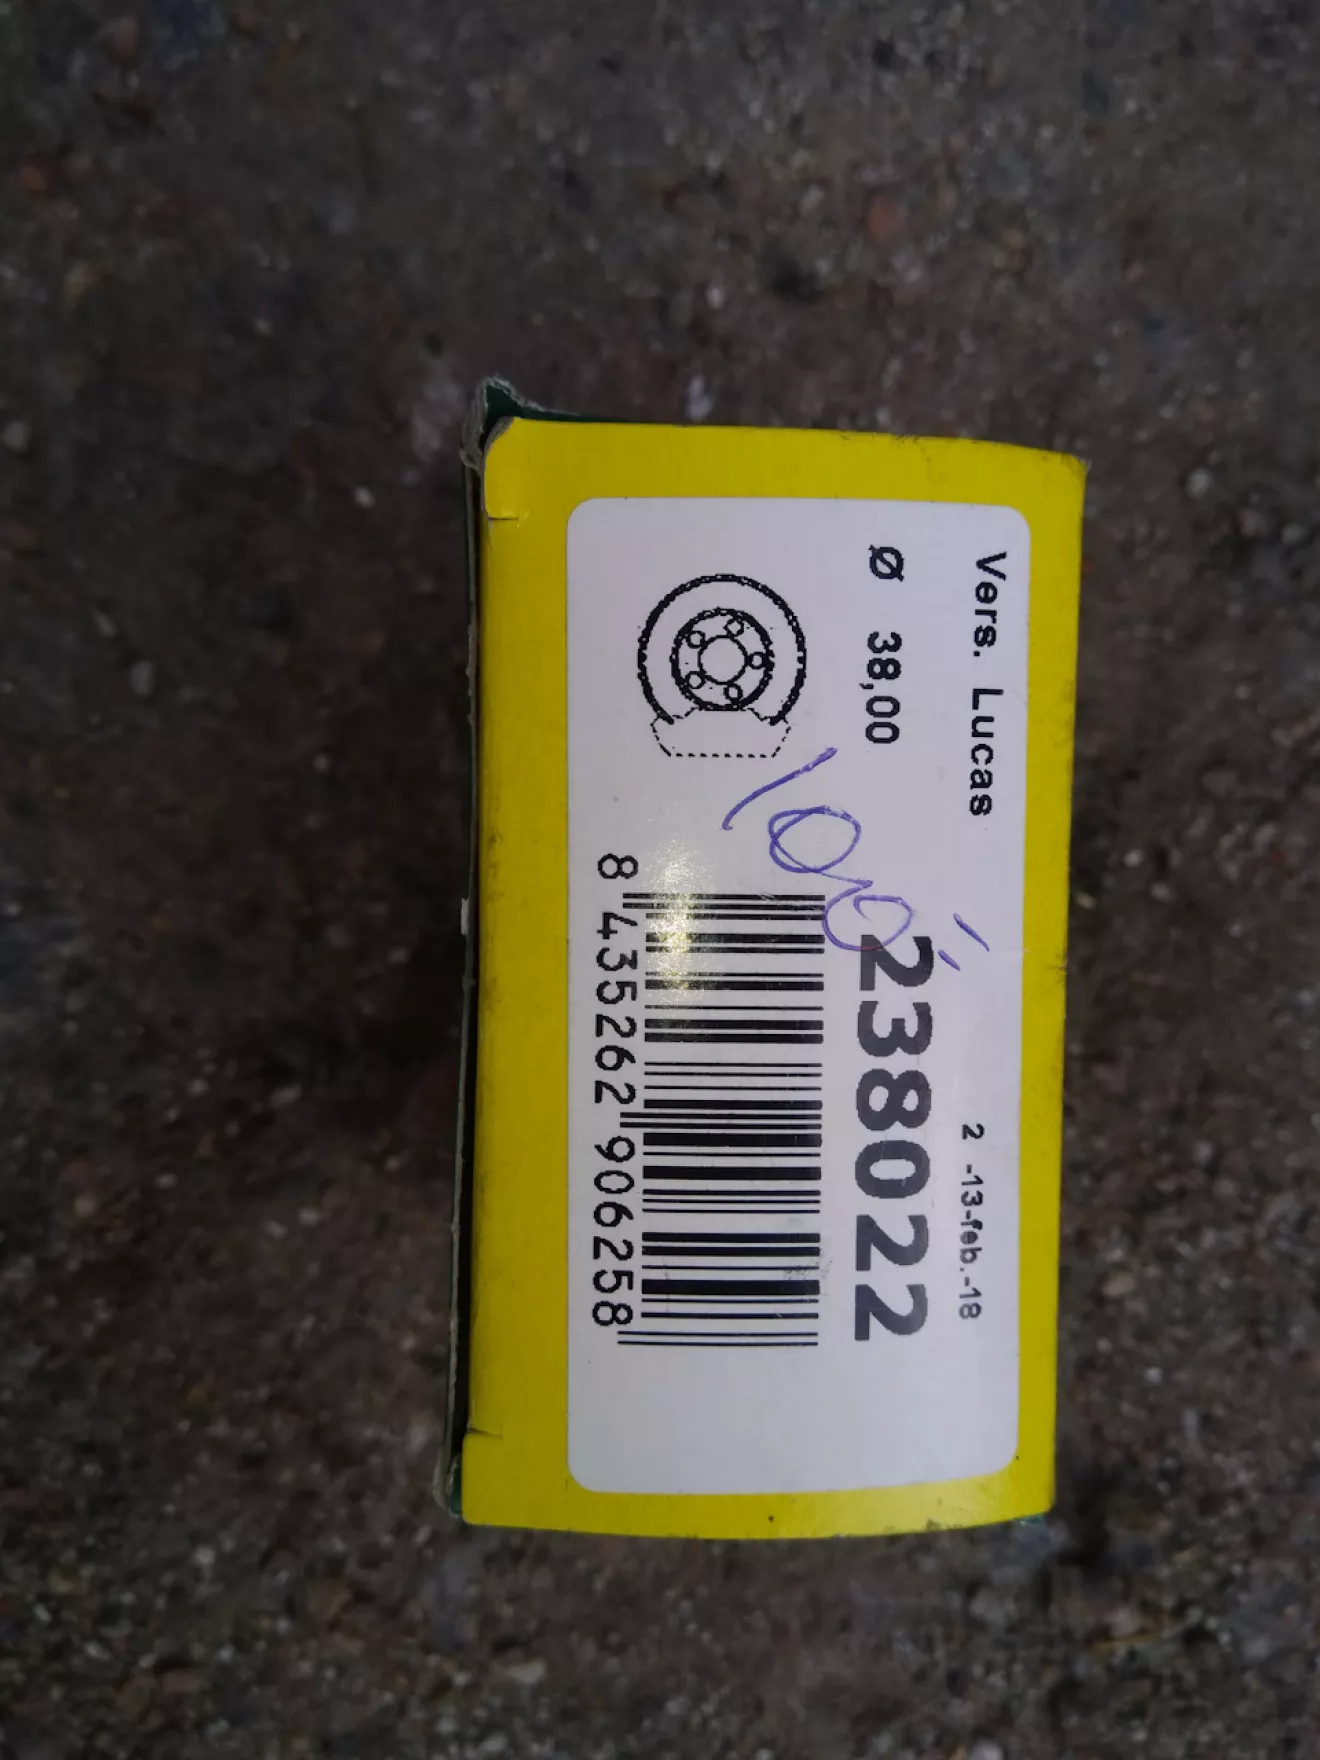 Vers. Lucas
Ø 38,00
2 -13-feb.-18
238022
8 435262 906258